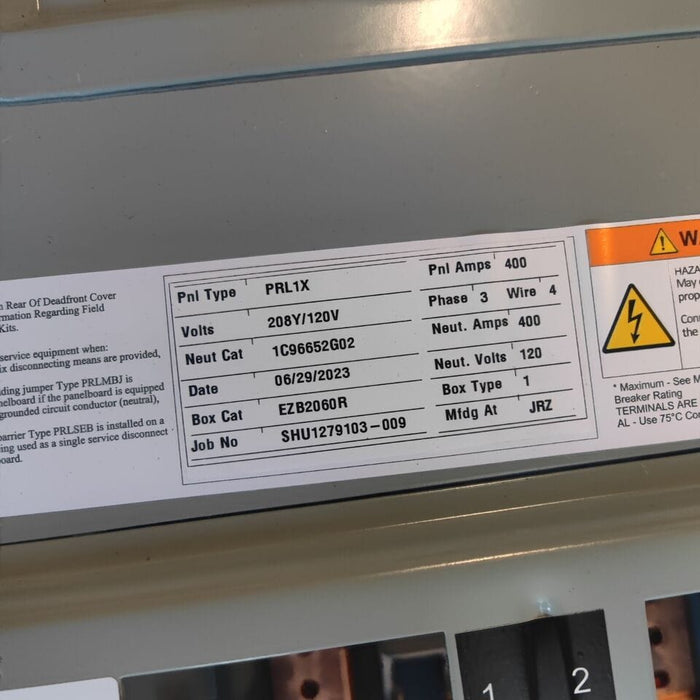 n Rear Of Deadfront Cover
rmation Regarding Field
Kits.
service equipment when:
ix disconnecting means are provided,
ding jumper Type PRLMBJ is
nelboard if the panelboard is equipped
grounded circuit conductor (neutral),
arrier Type PRLSEB is installed on a
ing used as a single service disconnect
oard.
Pnl Type PRL1X
Volts 208Y/120V
Neut Cat 1C96652G02
Date 06/29/2023
Box Cat EZB2060R
Job No SHU1279103-009
Pnl Amps 400
Phase 3 Wire 4
Neut. Amps 400
Neut. Volts 120
Box Type 1
Mfdg At JRZ
WA
HAZA
May
prop
Cont
the
* Maximum - See M
Breaker Rating
TERMINALS ARE
AL - Use 75°C Con
1 2